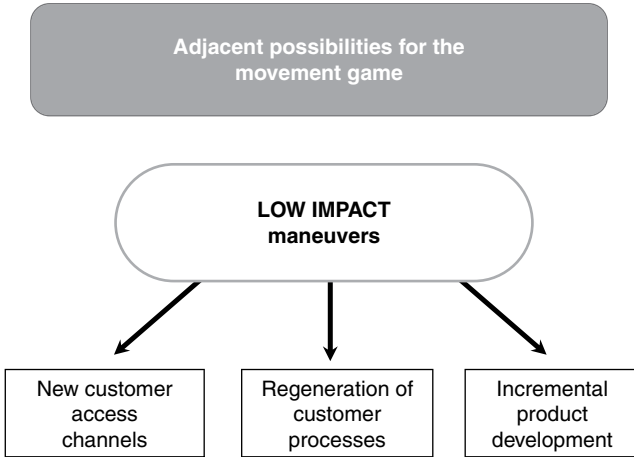 Adjacent possibilities for the
movement game
LOW IMPACT
maneuvers
New customer
access
channels
Regeneration of
customer
processes
Incremental
product
development